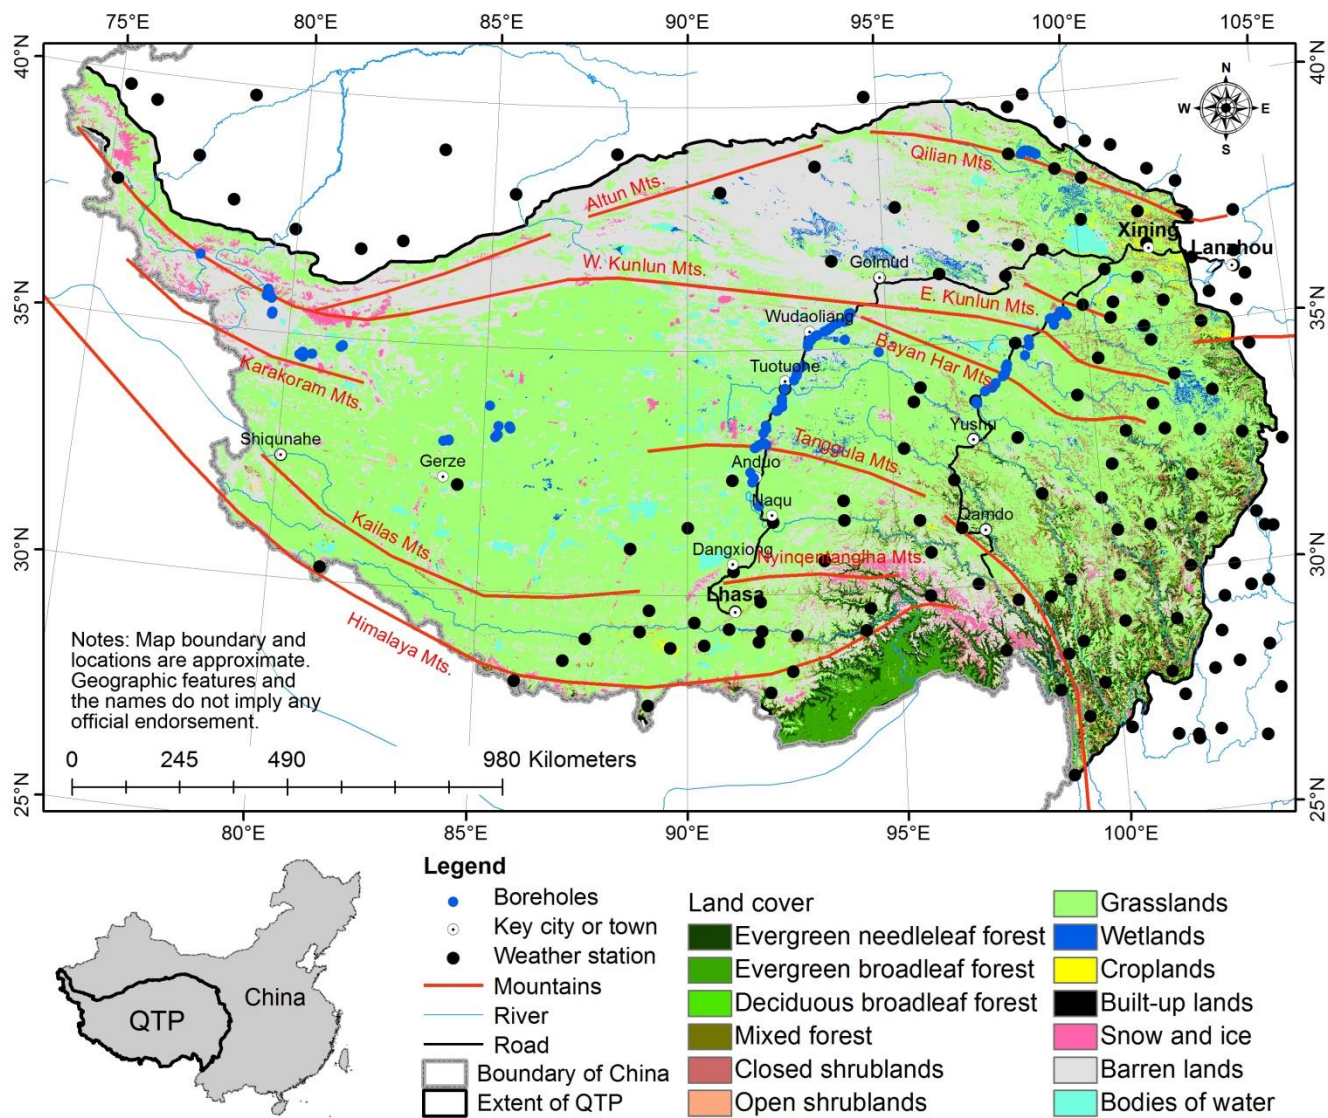 75°E 80°E 85°E 90°E 95°E 100°E 105°E
40°N
40°N
N
W E
S
Qilian Mts.
Altun Mts.
Xining
Lanzhou
W. Kunlun Mts.
Golmud
E. Kunlun Mts.
35°N
35°N
Wudaoliang
Bayan Har Mts
Tuotuohe
Karakoram Mts.
Shiqunahe
Yushu
Tanggula Mts.
Gerze
Anduo
Naqu
Qamdo
Kailas Mts.
30°N
30°N
Dangxiong
Nyinqentanglha Mts.
Lhasa
Himalaya Mts.
Notes: Map boundary and
locations are approximate.
Geographic features and
the names do not imply any
official endorsement.
0 245 490 980 Kilometers
25°N
25°N
80°E 85°E 90°E 95°E 100°E
China
QTP
Legend
Boreholes
Key city or town
Weather station
Mountains
River
Road
Boundary of China
Extent of QTP
Land cover
Evergreen needleleaf forest
Evergreen broadleaf forest
Deciduous broadleaf forest
Mixed forest
Closed shrublands
Open shrublands
Grasslands
Wetlands
Croplands
Built-up lands
Snow and ice
Barren lands
Bodies of water